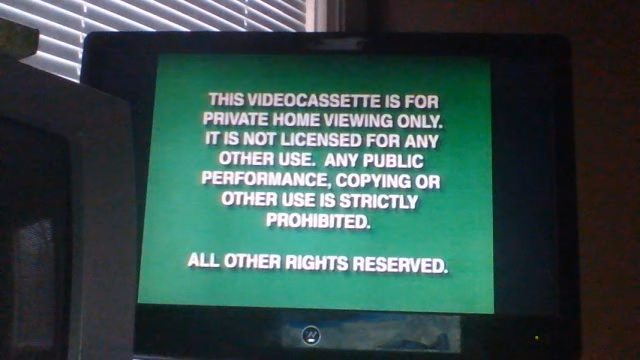 THIS VIDEOCASSETTE IS FOR
PRIVATE HOME VIEWING ONLY.
IT IS NOT LICENSED FOR ANY
OTHER USE.  ANY PUBLIC
PERFORMANCE, COPYING OR
OTHER USE IS STRICTLY
PROHIBITED.
ALL OTHER RIGHTS RESERVED.